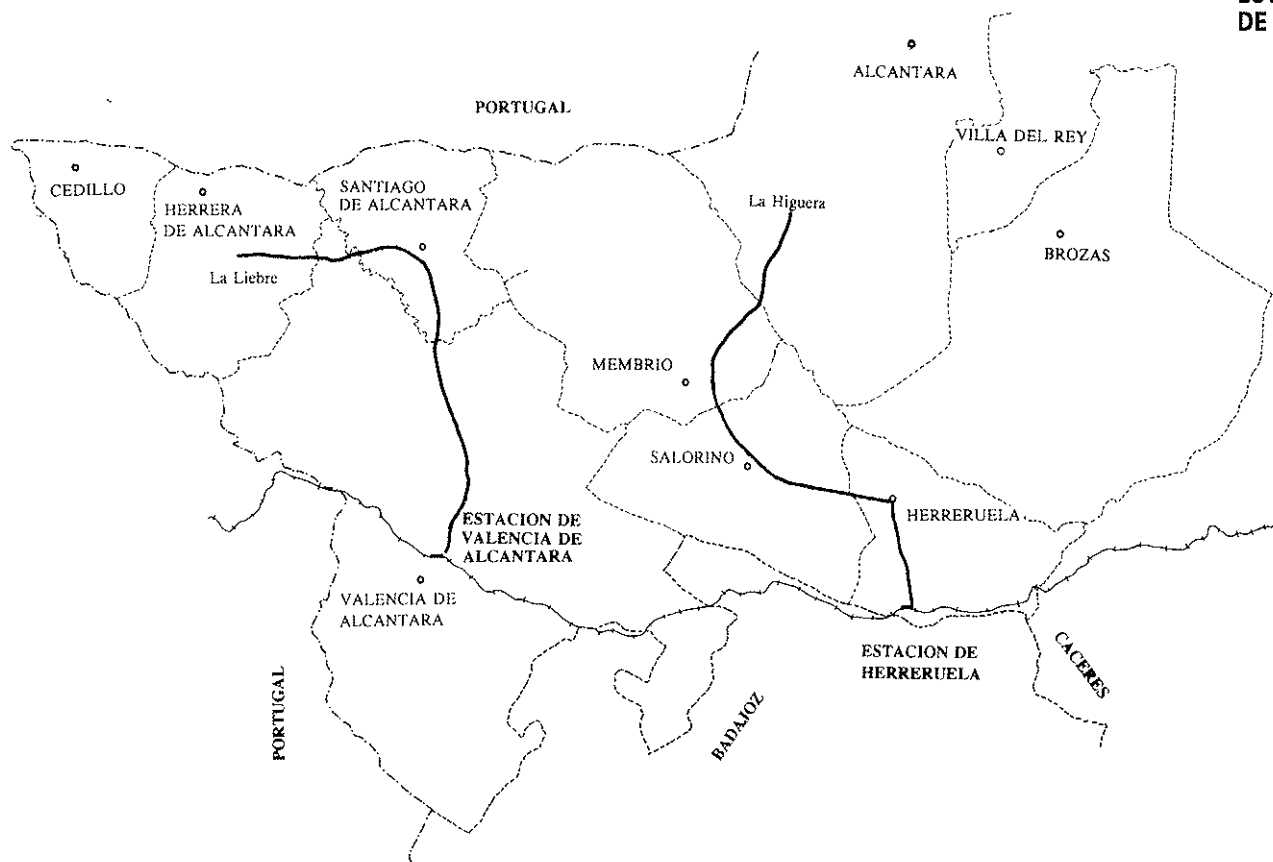 DE
ALCANTARA
PORTUGAL
VILLA DEL REY
CEDILLO
HERRERA
DE ALCANTARA
SANTIAGO
DE ALCANTARA
La Higuera
BROZAS
La Liebre
MEMBRIO
SALORINO
HERRERUELA
ESTACION DE
VALENCIA DE
ALCANTARA
VALENCIA DE
ALCANTARA
ESTACION DE
HERRERUELA
CACERES
PORTUGAL
BADAJOZ